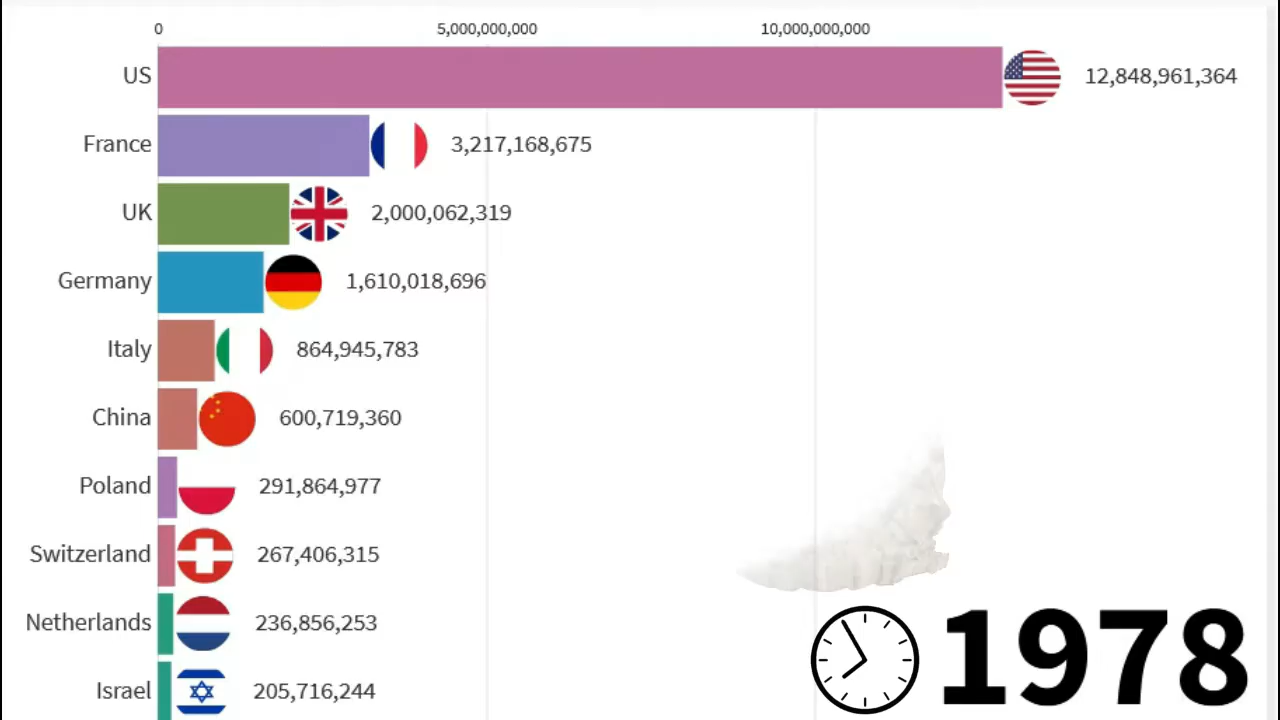 0 5,000,000,000 10,000,000,000
US 12,848,961,364
France 3,217,168,675
UK 2,000,062,319
Germany 1,610,018,696
Italy 864,945,783
China 600,719,360
Poland 291,864,977
Switzerland 267,406,315
Netherlands 236,856,253
Israel 205,716,244
1978